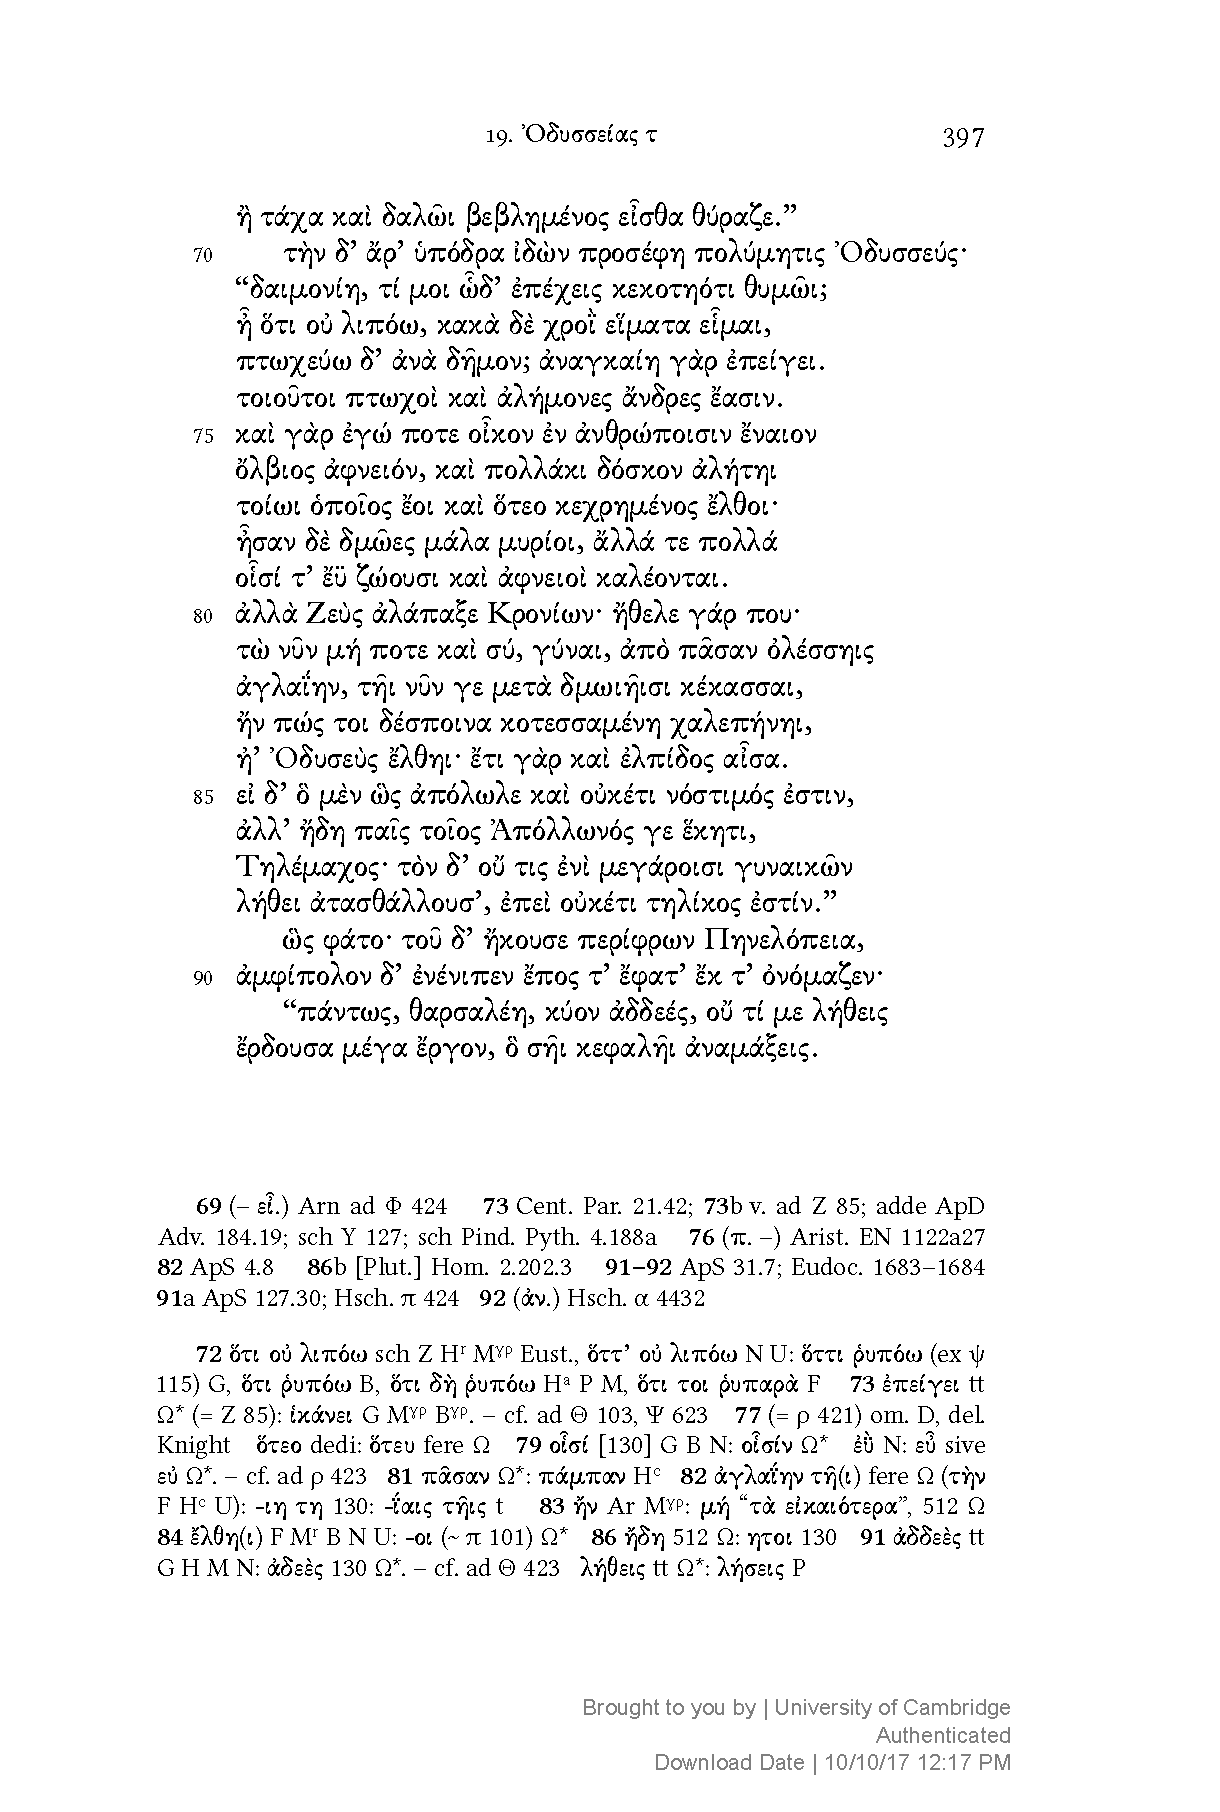 19. Ὀδυσσείας τ 397
ἢ τάχα καὶ δαλῶι βεβλημένος εἶσθα θύραζε.”
70 τὴν δ’ ἄρ’ ὑπόδρα ἰδὼν προσέφη πολύμητις Ὀδυσσεύς·
“δαιμονίη, τί μοι ὧδ’ ἐπέχεις κεκοτηότι θυμῶι;
ἦ ὅτι οὐ λιπόω, κακὰ δὲ χροῒ εἵματα εἷμαι,
πτωχεύω δ’ ἀνὰ δῆμον; ἀναγκαίη γὰρ ἐπείγει.
τοιοῦτοι πτωχοὶ καὶ ἀλήμονες ἄνδρες ἔασιν.
75 καὶ γὰρ ἐγώ ποτε οἶκον ἐν ἀνθρώποισιν ἔναιον
ὄλβιος ἀφνειόν, καὶ πολλάκι δόσκον ἀλήτηι
τοίωι ὁποῖος ἔοι καὶ ὅτεο κεχρημένος ἔλθοι·
ἦσαν δὲ δμῶες μάλα μυρίοι, ἄλλά τε πολλά
οἷσί τ’ ἔϋ ζώουσι καὶ ἀφνειοὶ καλέονται.
80 ἀλλὰ Ζεὺς ἀλάπαξε Κρονίων· ἤθελε γάρ που·
τὼ νῦν μή ποτε καὶ σύ, γύναι, ἀπὸ πᾶσαν ὀλέσσηις
ἀγλαΐην, τῆι νῦν γε μετὰ δμωιῆισι κέκασσαι,
ἤν πώς τοι δέσποινα κοτεσσαμένη χαλεπήνηι,
ἠ’ Ὀδυσεὺς ἔλθηι· ἔτι γὰρ καὶ ἐλπίδος αἶσα.
85 εἰ δ’ ὃ μὲν ὣς ἀπόλωλε καὶ οὐκέτι νόστιμός ἐστιν,
ἀλλ’ ἤδη παῖς τοῖος Ἀπόλλωνός γε ἕκητι,
Τηλέμαχος· τὸν δ’ οὔ τις ἐνὶ μεγάροισι γυναικῶν
λήθει ἀτασθάλλουσ’, ἐπεὶ οὐκέτι τηλίκος ἐστίν.”
ὣς φάτο· τοῦ δ’ ἤκουσε περίφρων Πηνελόπεια,
90 ἀμφίπολον δ’ ἐνένιπεν ἔπος τ’ ἔφατ’ ἔκ τ’ ὀνόμαζεν·
“πάντως, θαρσαλέη, κύον ἀδδεές, οὔ τί με λήθεις
ἔρδουσα μέγα ἔργον, ὃ σῆι κεφαλῆι ἀναμάξεις.
69 (– εἶ.) Arn ad Φ 424 73 Cent. Par. 21.42; 73b v. ad Ζ 85; adde ApD
Adv. 184.19; sch Υ 127; sch Pind. Pyth. 4.188a 76 (π. –) Arist. EN 1122a27
82 ApS 4.8 86b [Plut.] Hom. 2.202.3 91–92 ApS 31.7; Eudoc. 1683–1684
91a ApS 127.30; Hsch. π 424 92 (ἀν.) Hsch. α 4432
72 ὅτι οὐ λιπόω sch Z Hʳ Mᵞᵖ Eust., ὅττ’ οὐ λιπόω N U: ὅττι ῥυπόω (ex ψ
115) G, ὅτι ῥυπόω B, ὅτι δὴ ῥυπόω Hᵃ P M, ὅτι τοι ῥυπαρὰ F 73 ἐπείγει tt
Ω* (= Ζ 85): ἱκάνει G Mᵞᵖ Bᵞᵖ. – cf. ad Θ 103, Ψ 623 77 (= ρ 421) om. D, del.
Knight ὅτεο dedi: ὅτευ fere Ω 79 οἷσί [130] G B N: οἷσίν Ω* ἐῢ N: εὖ sive
εὐ Ω*. – cf. ad ρ 423 81 πᾶσαν Ω*: πάμπαν Hᶜ 82 ἀγλαΐην τῆ(ι) fere Ω (τὴν
F Hᶜ U): -ιη τη 130: -ΐαις τῆις t 83 ἤν Ar Mᵞᵖ: μή “τὰ εἰκαιότερα”, 512 Ω
84 ἔλθη(ι) F Mʳ B N U: -οι (~ π 101) Ω* 86 ἤδη 512 Ω: ητοι 130 91 ἀδδεὲς tt
G H M N: ἀδεὲς 130 Ω*. – cf. ad Θ 423 λήθεις tt Ω*: λήσεις P
Brought to you by | University of Cambridge
Authenticated
Download Date | 10/10/17 12:17 PM